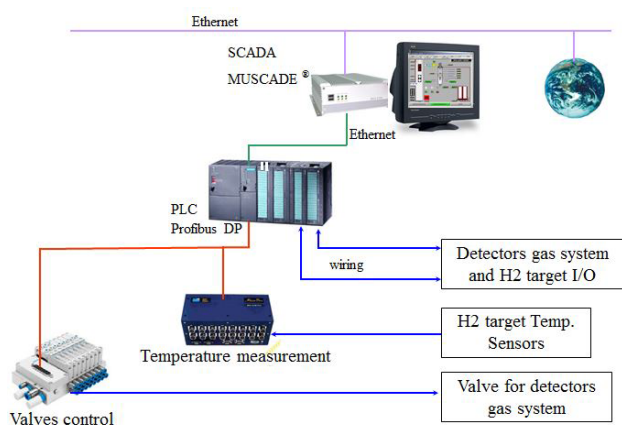 Ethernet
SCADA
MUSCADE ®
Ethernet
PLC
Profibus DP
wiring
Detectors gas system
and H2 target I/O
H2 target Temp.
Sensors
Temperature measurement
Valve for detectors
gas system
Valves control